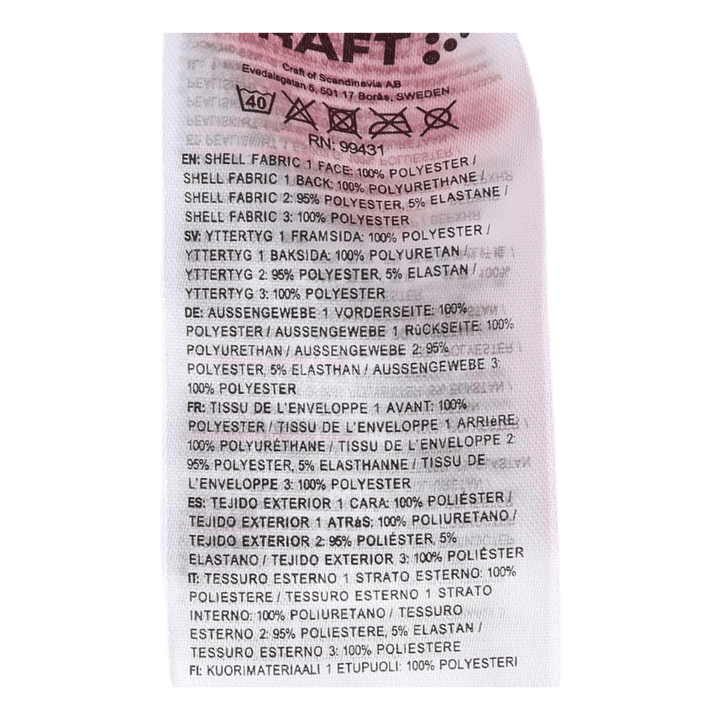 CRAFT
Craft of Scandinavia AB
Evedalsgatan 5, 501 17 Borås, SWEDEN
40
RN: 99431
EN: SHELL FABRIC 1 FACE: 100% POLYESTER /
SHELL FABRIC 1 BACK: 100% POLYURETHANE /
SHELL FABRIC 2: 95% POLYESTER, 5% ELASTANE /
SHELL FABRIC 3: 100% POLYESTER
SV: YTTERTYG 1 FRAMSIDA: 100% POLYESTER /
YTTERTYG 1 BAKSIDA: 100% POLYURETAN /
YTTERTYG 2: 95% POLYESTER, 5% ELASTAN /
YTTERTYG 3: 100% POLYESTER
DE: AUSSENGEWEBE 1 VORDERSEITE: 100%
POLYESTER / AUSSENGEWEBE 1 RüCKSEITE: 100%
POLYURETHAN / AUSSENGEWEBE 2: 95%
POLYESTER, 5% ELASTHAN / AUSSENGEWEBE 3:
100% POLYESTER
FR: TISSU DE L'ENVELOPPE 1 AVANT: 100%
POLYESTER / TISSU DE L'ENVELOPPE 1 ARRIèRE:
100% POLYURÉTHANE / TISSU DE L'ENVELOPPE 2:
95% POLYESTER, 5% ELASTHANNE / TISSU DE
L'ENVELOPPE 3: 100% POLYESTER
ES: TEJIDO EXTERIOR 1 CARA: 100% POLIÉSTER /
TEJIDO EXTERIOR 1 ATRáS: 100% POLIURETANO /
TEJIDO EXTERIOR 2: 95% POLIÉSTER, 5%
ELASTANO / TEJIDO EXTERIOR 3: 100% POLIÉSTER
IT: TESSURO ESTERNO 1 STRATO ESTERNO: 100%
POLIESTERE / TESSURO ESTERNO 1 STRATO
INTERNO: 100% POLIURETANO / TESSURO
ESTERNO 2: 95% POLIESTERE, 5% ELASTAN /
TESSURO ESTERNO 3: 100% POLIESTERE
FI: KUORIMATERIAALI 1 ETUPUOLI: 100% POLYESTERI